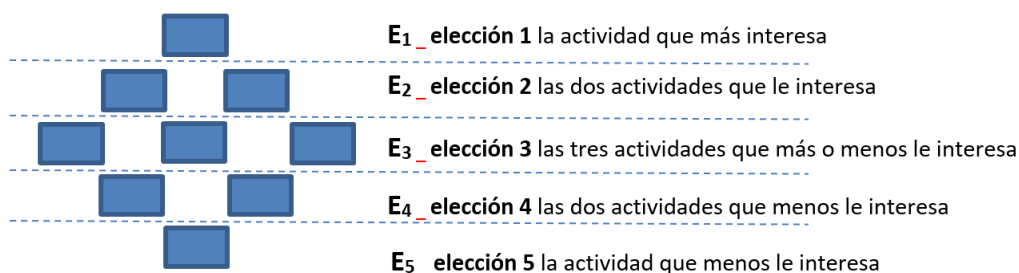 E1 _ elección 1 la actividad que más interesa
E2 _ elección 2 las dos actividades que le interesa
E3 _ elección 3 las tres actividades que más o menos le interesa
E4 _ elección 4 las dos actividades que menos le interesa
E5 elección 5 la actividad que menos le interesa